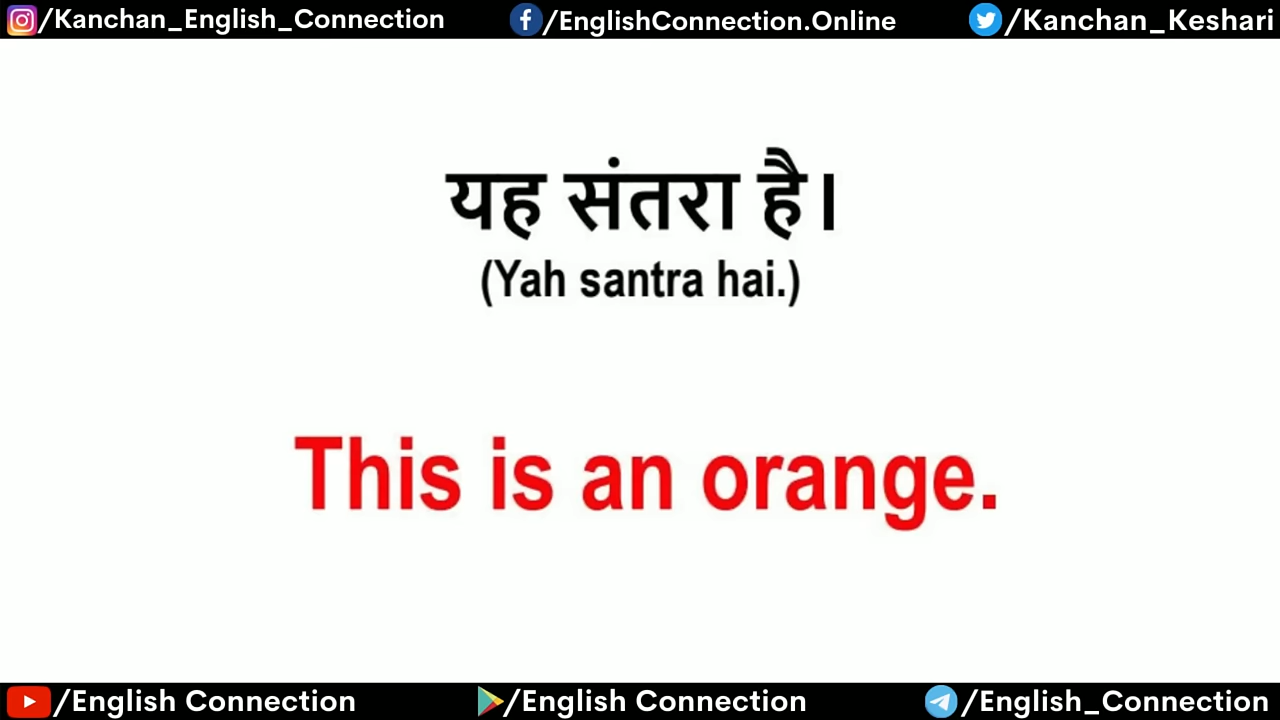 /Kanchan_English_Connection /EnglishConnection.Online /Kanchan_Keshari
यह संतरा है।
(Yah santra hai.)
This is an orange.
/English Connection /English Connection /English_Connection